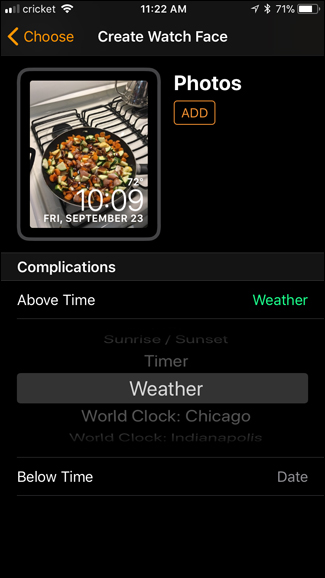 cricket 11:22 AM 71%
Choose Create Watch Face
Photos
ADD
72°
10:09
FRI, SEPTEMBER 23
Complications
Above Time Weather
Sunrise / Sunset
Timer
Weather
World Clock: Chicago
World Clock: Indianapolis
Below Time Date